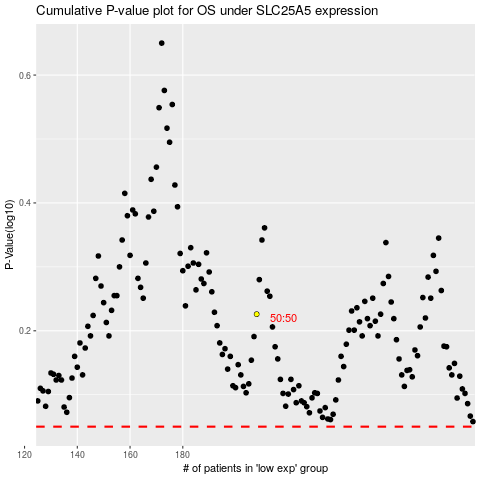 Cumulative P-value plot for OS under SLC25A5 expression
P-Value(log10)
0.6
0.4
0.2
50:50
120 140 160 180
# of patients in 'low exp' group